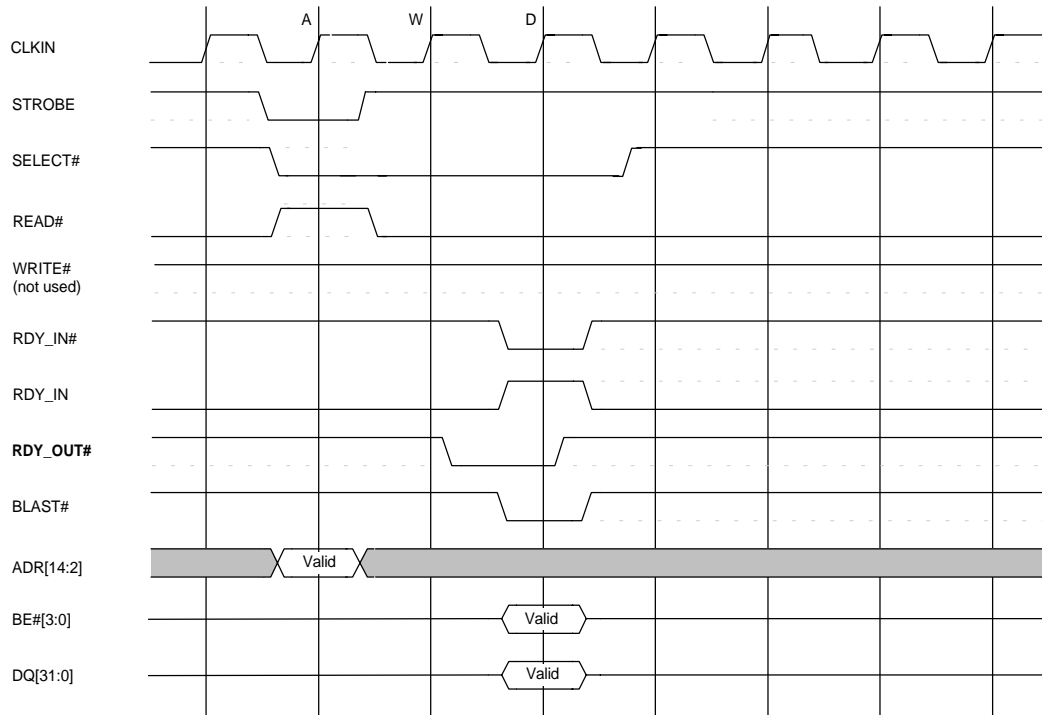 A W D
CLKIN
STROBE
SELECT#
READ#
WRITE#
(not used)
RDY_IN#
RDY_IN
RDY_OUT#
BLAST#
ADR[14:2] Valid
BE#[3:0] Valid
DQ[31:0] Valid